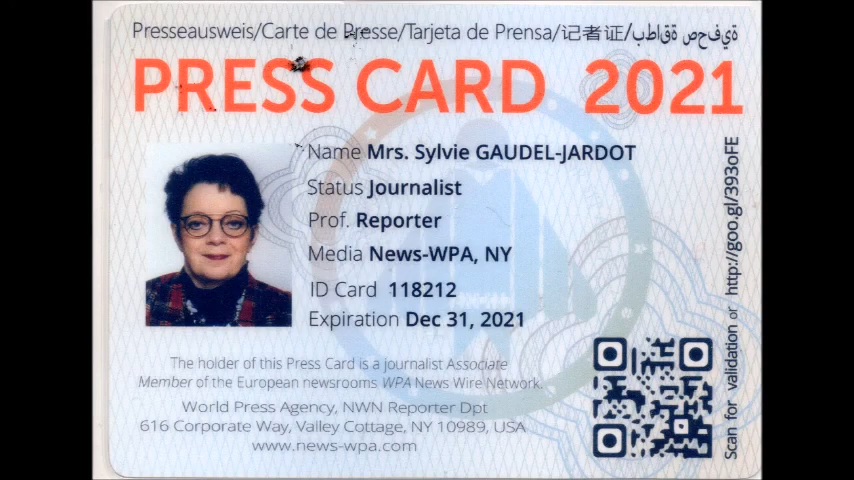 Presseausweis/Carte de Presse/Tarjeta de Prensa/记者证/ةيفحص ةقاطب
PRESS CARD 2021
Name Mrs. Sylvie GAUDEL-JARDOT
Status Journalist
Prof. Reporter
Media News-WPA, NY
ID Card 118212
Expiration Dec 31, 2021
The holder of this Press Card is a journalist Associate
Member of the European newsrooms WPA News Wire Network.
World Press Agency, NWN Reporter Dpt
616 Corporate Way, Valley Cottage, NY 10989, USA
www.news-wpa.com
Scan for validation or http://goo.gl/393oFE